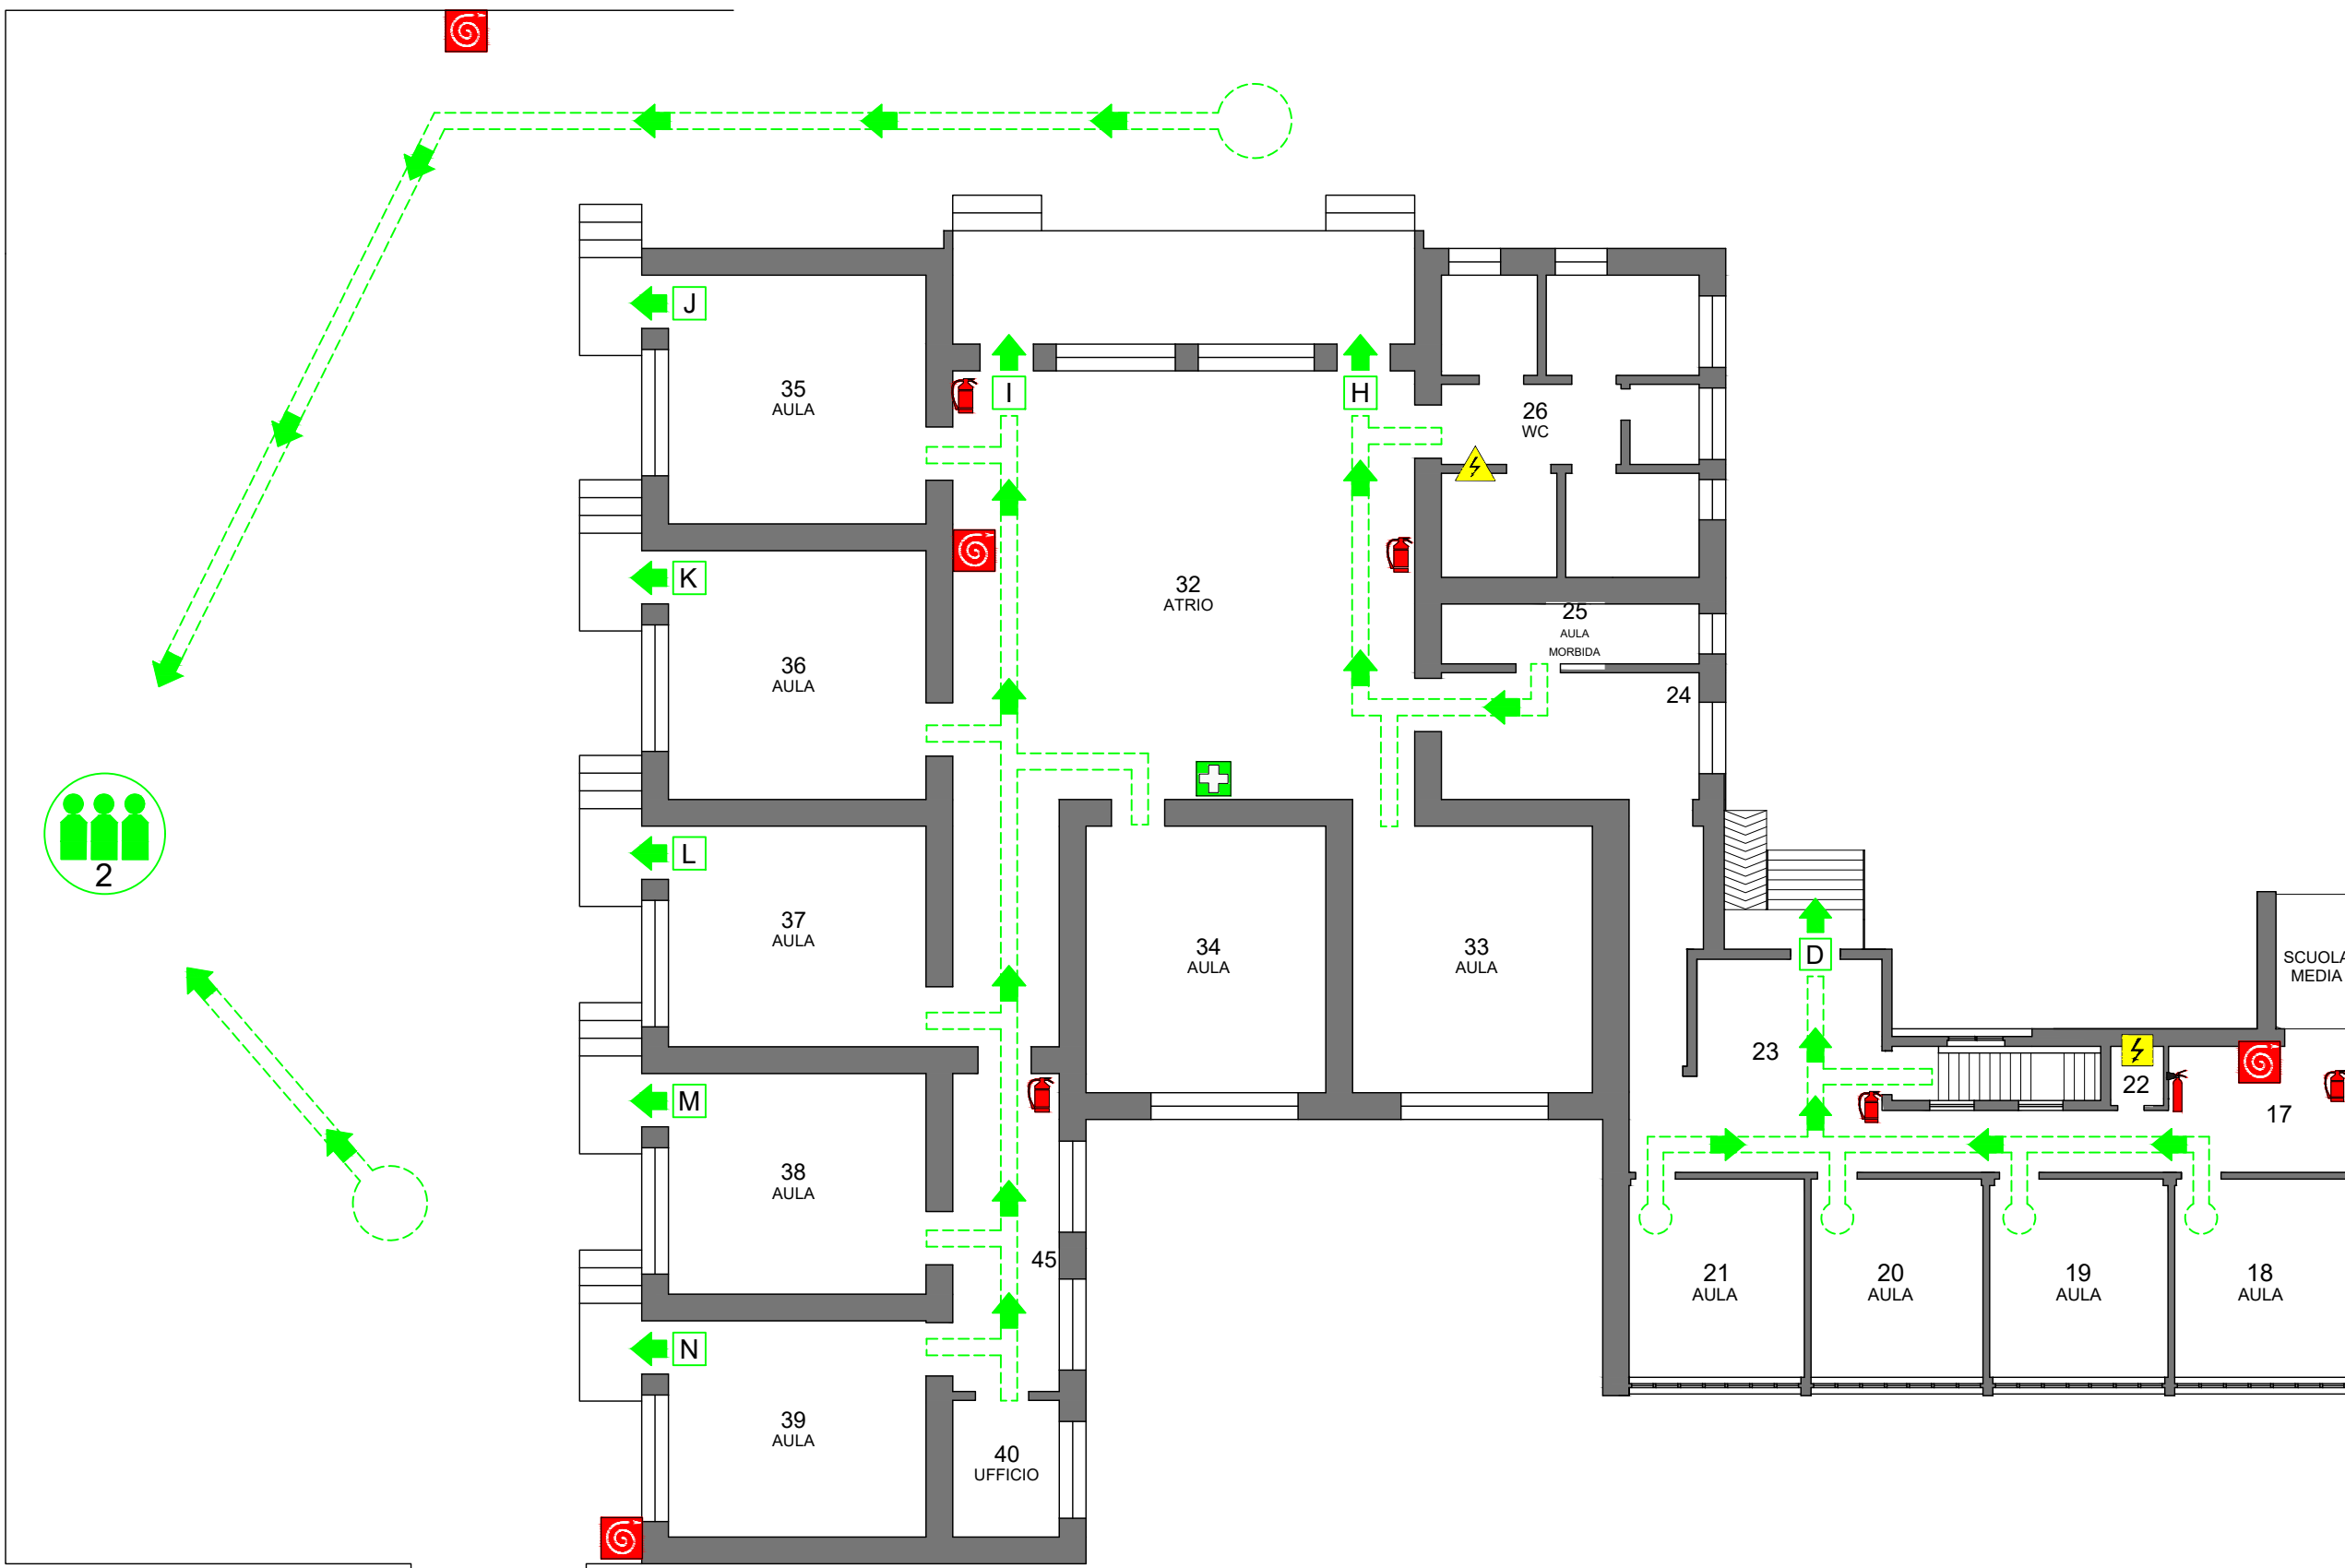 J
35
AULA
I
H
26
WC
K
32
ATRIO
25
AULA
MORBIDA
36
AULA
24
2
L
37
AULA
34
AULA
33
AULA
D
SCUOLA
MEDIA
23
22
17
M
38
AULA
45
21
AULA
20
AULA
19
AULA
18
AULA
N
39
AULA
40
UFFICIO